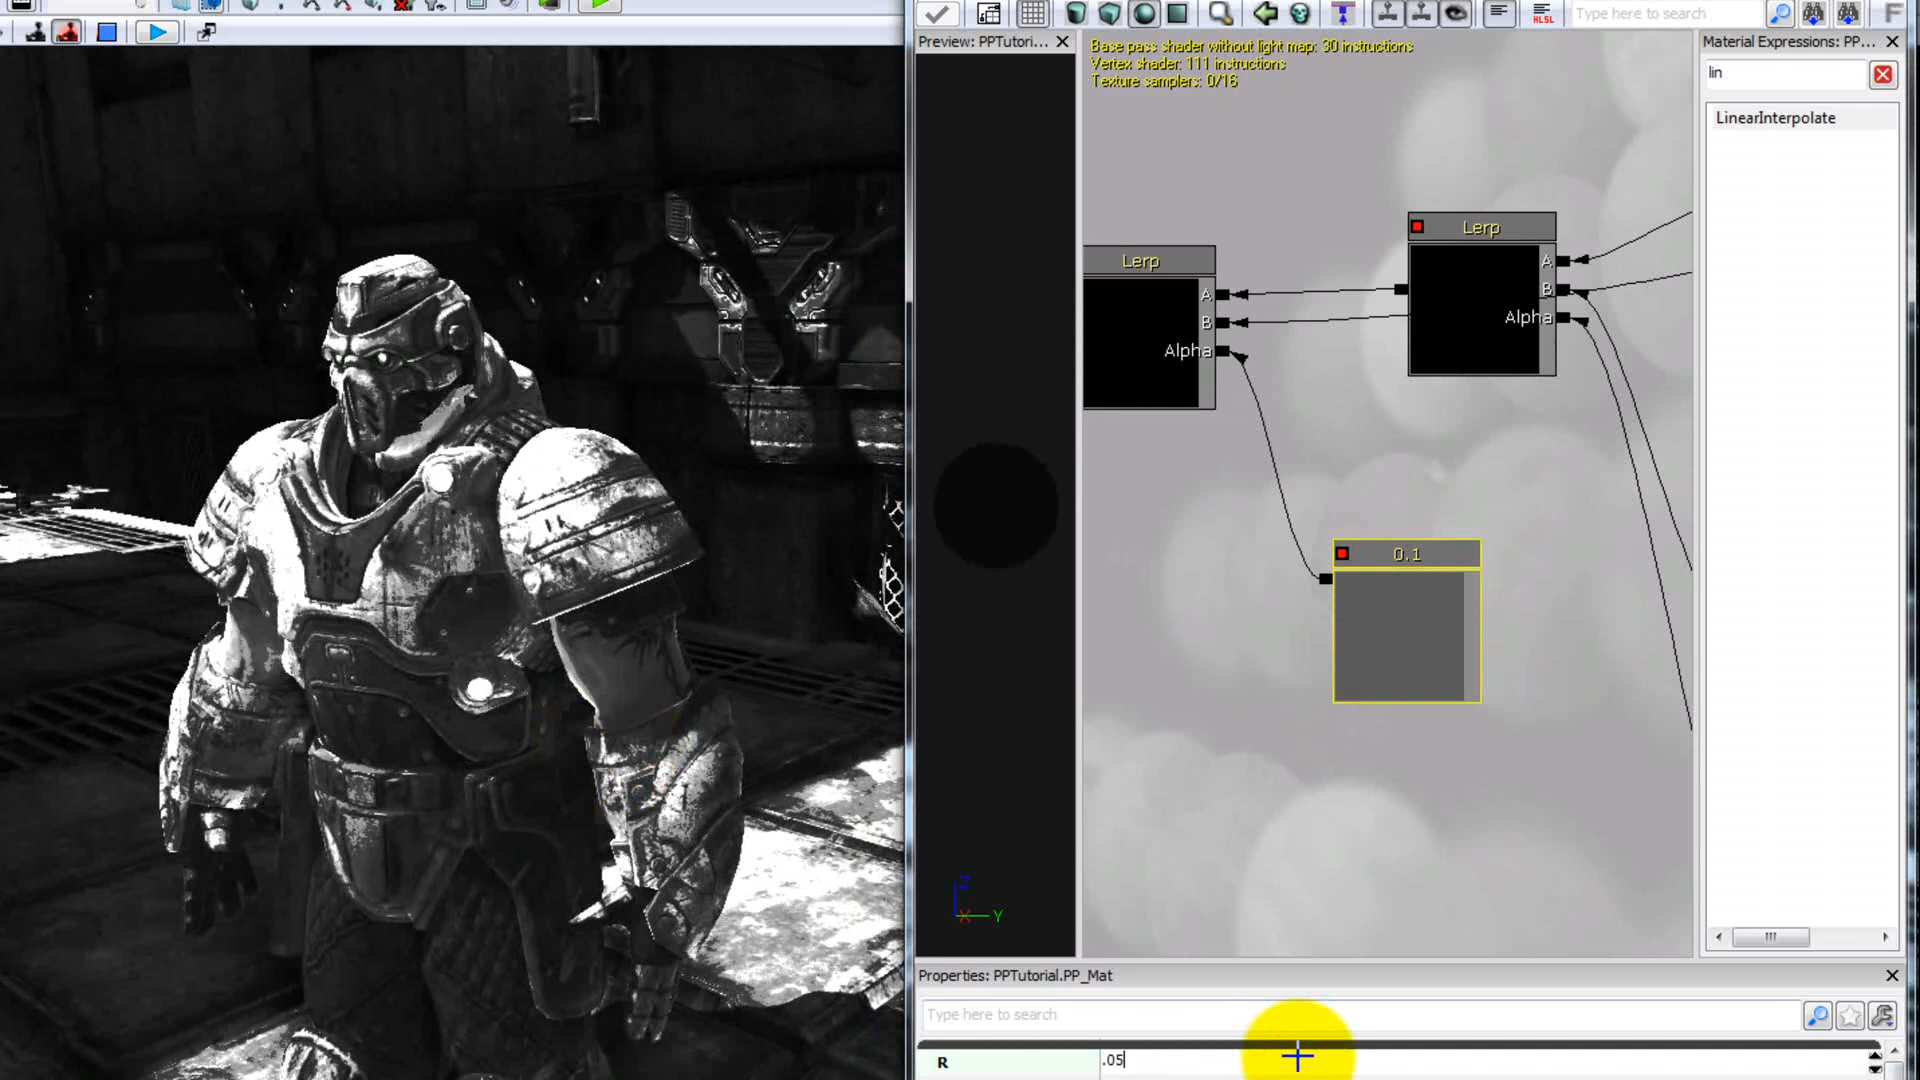 HLSL
Type here to search
F
Preview: PPTutori...
Base pass shader without light map: 30 instructions
Vertex shader: 111 instructions
Texture samplers: 0/16
Material Expressions: PP...
lin
LinearInterpolate
Lerp
A
B
Alpha
Lerp
A
B
Alpha
0.1
Z
X
Y
Properties: PPTutorial.PP_Mat
Type here to search
R
.05